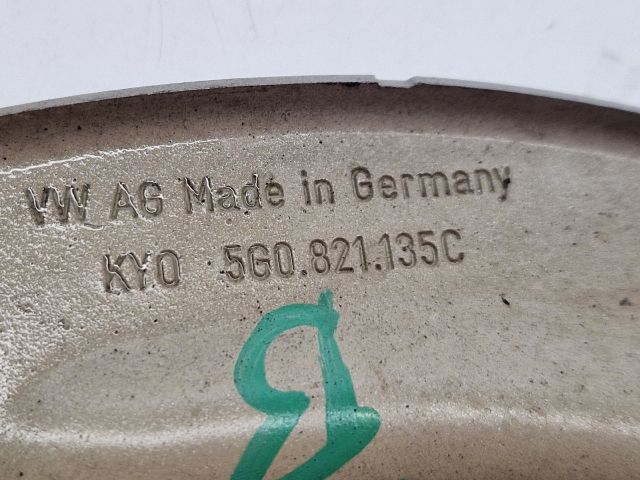 VW AG Made in Germany
KYO 5G0.821.135C